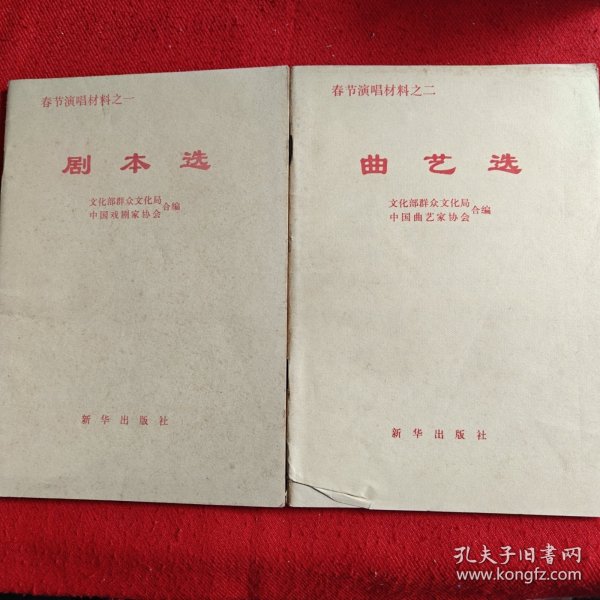 春节演唱材料之一
剧本选
文化部群众文化局
中国戏剧家协会
合编
新华出版社
春节演唱材料之二
曲艺选
文化部群众文化局
中国曲艺家协会
合编
新华出版社
孔夫子旧书网
www.kongfz.com